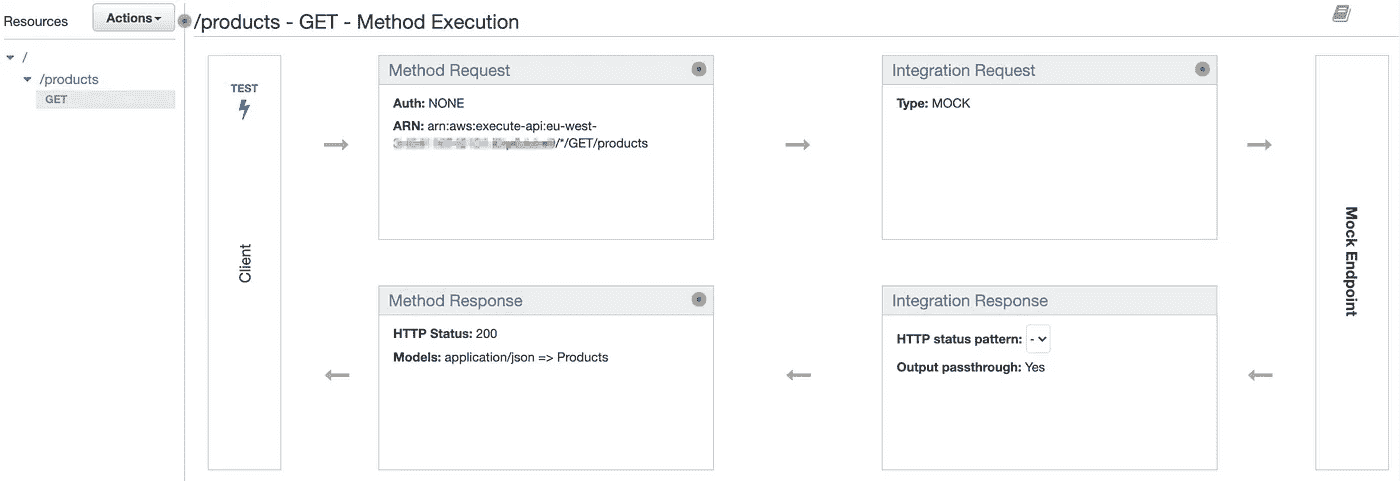 Resources
Actions
/products - GET - Method Execution
/
/products
GET
TEST
Client
Method Request
Auth: NONE
ARN: arn:aws:execute-api:eu-west-
/*/GET/products
Integration Request
Type: MOCK
Mock Endpoint
Method Response
HTTP Status: 200
Models: application/json => Products
Integration Response
HTTP status pattern: -
Output passthrough: Yes